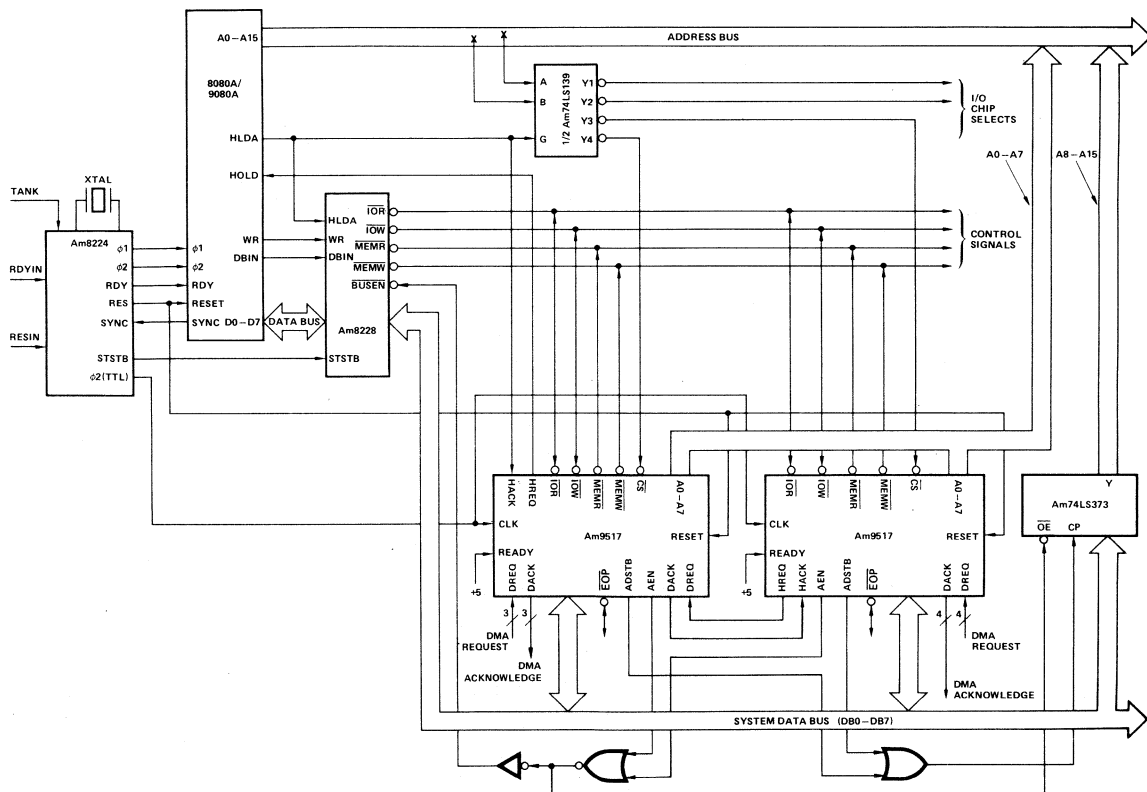 A0–A15
ADDRESS BUS
8080A/
9080A
A
B
G
1/2 Am74LS139
Y1
Y2
Y3
Y4
I/O
CHIP
SELECTS
HLDA
HOLD
A0–A7
A8–A15
TANK
XTAL
Am8224
RDYIN
RESIN
ϕ1
ϕ2
RDY
RES
SYNC
STSTB
ϕ2(TTL)
ϕ1
ϕ2
RDY
RESET
SYNC
D0–D7
WR
DBIN
DATA BUS
HLDA
WR
DBIN
Am8228
STSTB
IOR
IOW
MEMR
MEMW
BUSEN
CONTROL
SIGNALS
HACK
HREQ
IOR
IOW
MEMR
MEMW
CS
A0–A7
CLK
Am9517
RESET
READY
+5
DREQ
DACK
EOP
ADSTB
AEN
DACK
DREQ
3
3
DMA
REQUEST
DMA
ACKNOWLEDGE
IOR
IOW
MEMR
MEMW
CS
A0–A7
CLK
Am9517
RESET
READY
+5
HREQ
HACK
AEN
ADSTB
EOP
DACK
DREQ
4
4
DMA
REQUEST
DMA
ACKNOWLEDGE
Y
Am74LS373
OE
CP
SYSTEM DATA BUS (DB0–DB7)